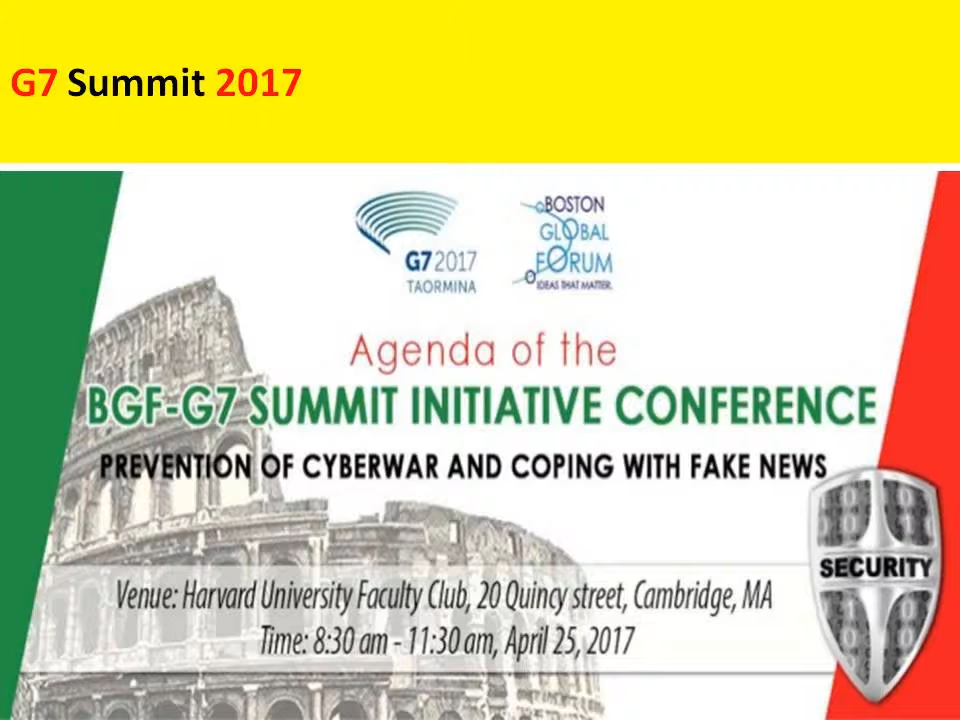 G7 Summit 2017
G7 2017
TAORMINA
BOSTON
GLOBAL
FORUM
IDEAS THAT MATTER.
Agenda of the
BGF-G7 SUMMIT INITIATIVE CONFERENCE
PREVENTION OF CYBERWAR AND COPING WITH FAKE NEWS
SECURITY
Venue: Harvard University Faculty Club, 20 Quincy street, Cambridge, MA
Time: 8:30 am - 11:30 am, April 25, 2017